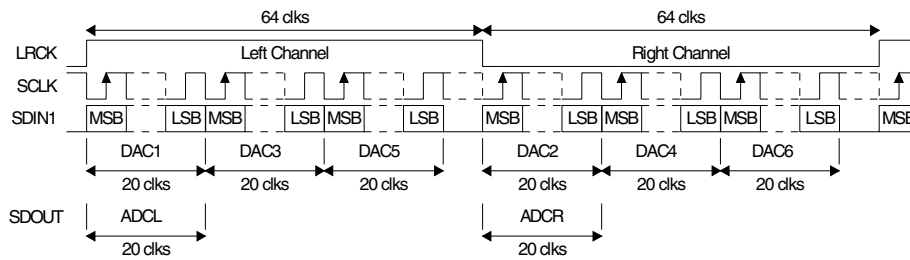 64 clks 64 clks
LRCK Left Channel Right Channel
SCLK
SDIN1 MSB LSB MSB LSB MSB LSB MSB LSB MSB LSB MSB LSB MSB
DAC1 DAC3 DAC5 DAC2 DAC4 DAC6
20 clks 20 clks 20 clks 20 clks 20 clks 20 clks
SDOUT ADCL ADCR
20 clks 20 clks